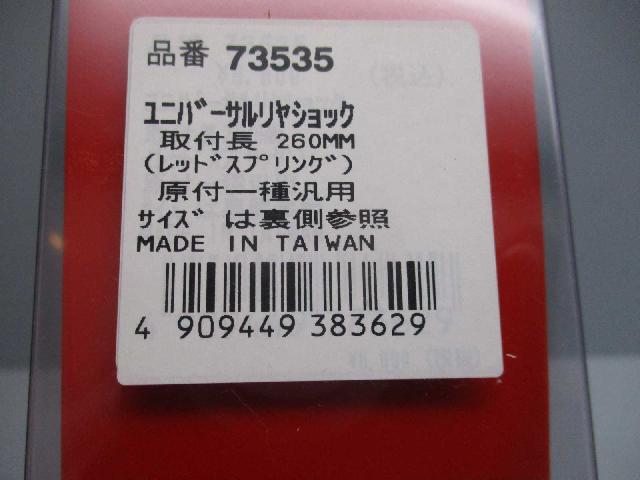 品番 73535
ﾕﾆﾊﾞｰｻﾙﾘﾔｼｮｯｸ
取付長 260MM
(ﾚｯﾄﾞｽﾌﾟﾘﾝｸﾞ)
原付一種汎用
ｻｲｽﾞ は裏側参照
MADE IN TAIWAN
4 909449 383629